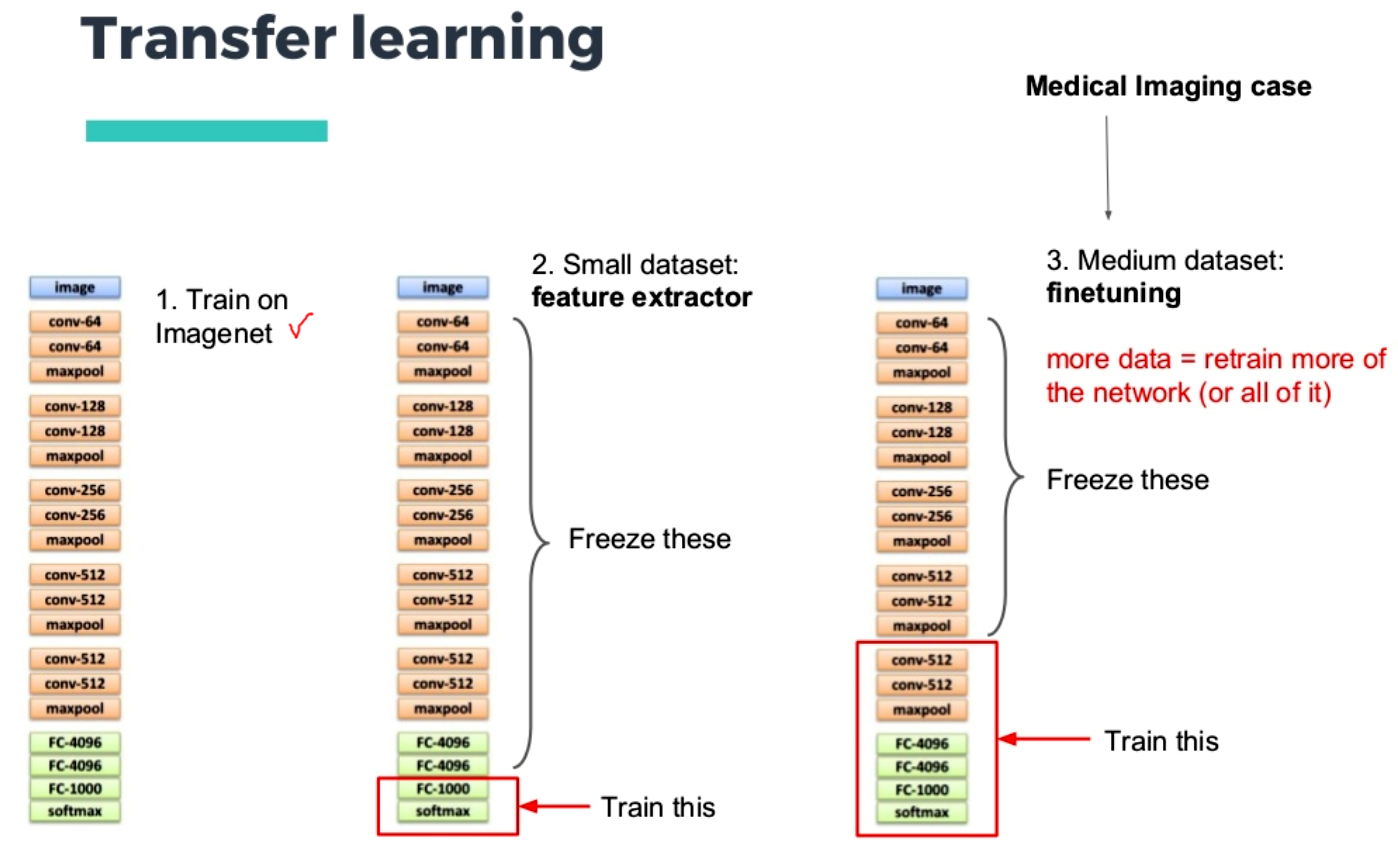 Transfer learning
Medical Imaging case
1. Train on
Imagenet
image
conv-64
conv-64
maxpool
conv-128
conv-128
maxpool
conv-256
conv-256
maxpool
conv-512
conv-512
maxpool
conv-512
conv-512
maxpool
FC-4096
FC-4096
FC-1000
softmax
2. Small dataset:
feature extractor
image
conv-64
conv-64
maxpool
conv-128
conv-128
maxpool
conv-256
conv-256
maxpool
conv-512
conv-512
maxpool
conv-512
conv-512
maxpool
FC-4096
FC-4096
FC-1000
softmax
Freeze these
Train this
3. Medium dataset:
finetuning
more data = retrain more of
the network (or all of it)
image
conv-64
conv-64
maxpool
conv-128
conv-128
maxpool
conv-256
conv-256
maxpool
conv-512
conv-512
maxpool
conv-512
conv-512
maxpool
FC-4096
FC-4096
FC-1000
softmax
Freeze these
Train this